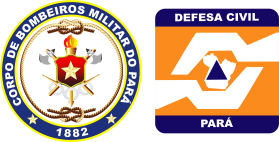 CORPO DE BOMBEIROS MILITAR DO PARÁ
1882
DEFESA CIVIL
PARÁ